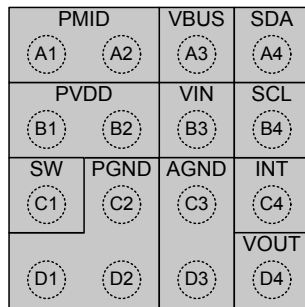 PMID VBUS SDA
A1 A2 A3 A4
PVDD VIN SCL
B1 B2 B3 B4
SW PGND AGND INT
C1 C2 C3 C4
VOUT
D1 D2 D3 D4